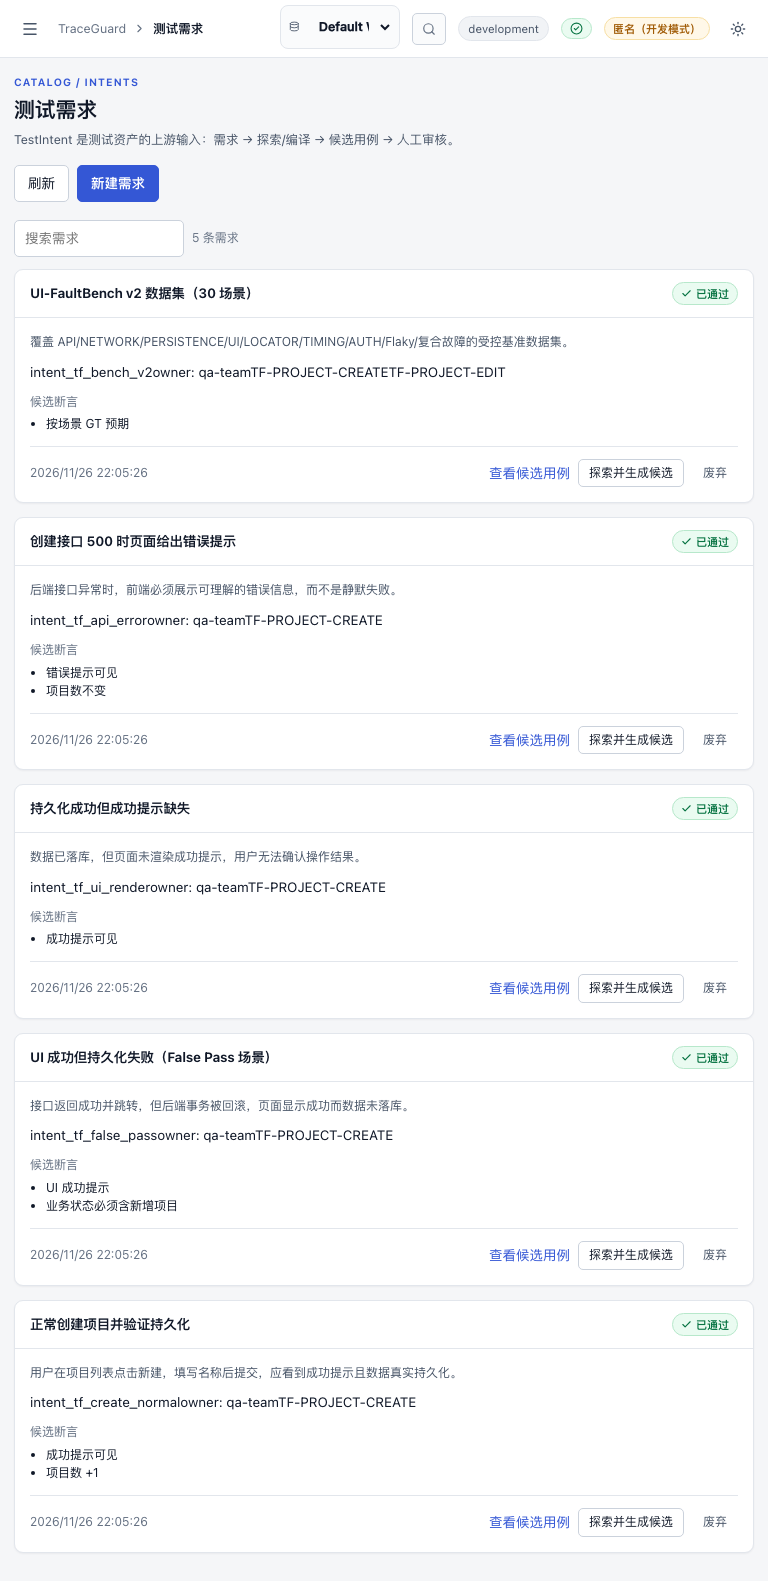 TraceGuard > 测试需求
Default
development
匿名（开发模式）
CATALOG / INTENTS
测试需求
TestIntent 是测试资产的上游输入：需求 → 探索/编译 → 候选用例 → 人工审核。
刷新 新建需求
搜索需求 5 条需求
UI-FaultBench v2 数据集（30 场景） 已通过
覆盖 API/NETWORK/PERSISTENCE/UI/LOCATOR/TIMING/AUTH/Flaky/复合故障的受控基准数据集。
intent_tf_bench_v2owner: qa-teamTF-PROJECT-CREATETF-PROJECT-EDIT
候选断言
• 按场景 GT 预期
2026/11/26 22:05:26 查看候选用例 探索并生成候选 废弃
创建接口 500 时页面给出错误提示 已通过
后端接口异常时，前端必须展示可理解的错误信息，而不是静默失败。
intent_tf_api_errorowner: qa-teamTF-PROJECT-CREATE
候选断言
• 错误提示可见
• 项目数不变
2026/11/26 22:05:26 查看候选用例 探索并生成候选 废弃
持久化成功但成功提示缺失 已通过
数据已落库，但页面未渲染成功提示，用户无法确认操作结果。
intent_tf_ui_renderowner: qa-teamTF-PROJECT-CREATE
候选断言
• 成功提示可见
2026/11/26 22:05:26 查看候选用例 探索并生成候选 废弃
UI 成功但持久化失败（False Pass 场景） 已通过
接口返回成功并跳转，但后端事务被回滚，页面显示成功而数据未落库。
intent_tf_false_passowner: qa-teamTF-PROJECT-CREATE
候选断言
• UI 成功提示
• 业务状态必须含新增项目
2026/11/26 22:05:26 查看候选用例 探索并生成候选 废弃
正常创建项目并验证持久化 已通过
用户在项目列表点击新建，填写名称后提交，应看到成功提示且数据真实持久化。
intent_tf_create_normalowner: qa-teamTF-PROJECT-CREATE
候选断言
• 成功提示可见
• 项目数 +1
2026/11/26 22:05:26 查看候选用例 探索并生成候选 废弃